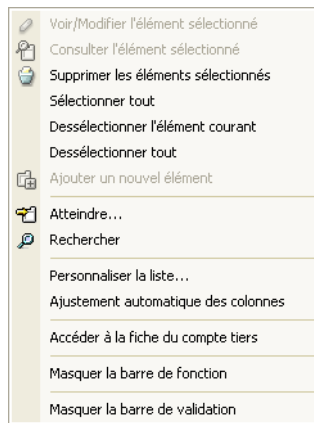 Voir/Modifier l'élément sélectionné
Consulter l'élément sélectionné
Supprimer les éléments sélectionnés
Sélectionner tout
Dessélectionner l'élément courant
Dessélectionner tout
Ajouter un nouvel élément
Atteindre...
Rechercher
Personnaliser la liste...
Ajustement automatique des colonnes
Accéder à la fiche du compte tiers
Masquer la barre de fonction
Masquer la barre de validation